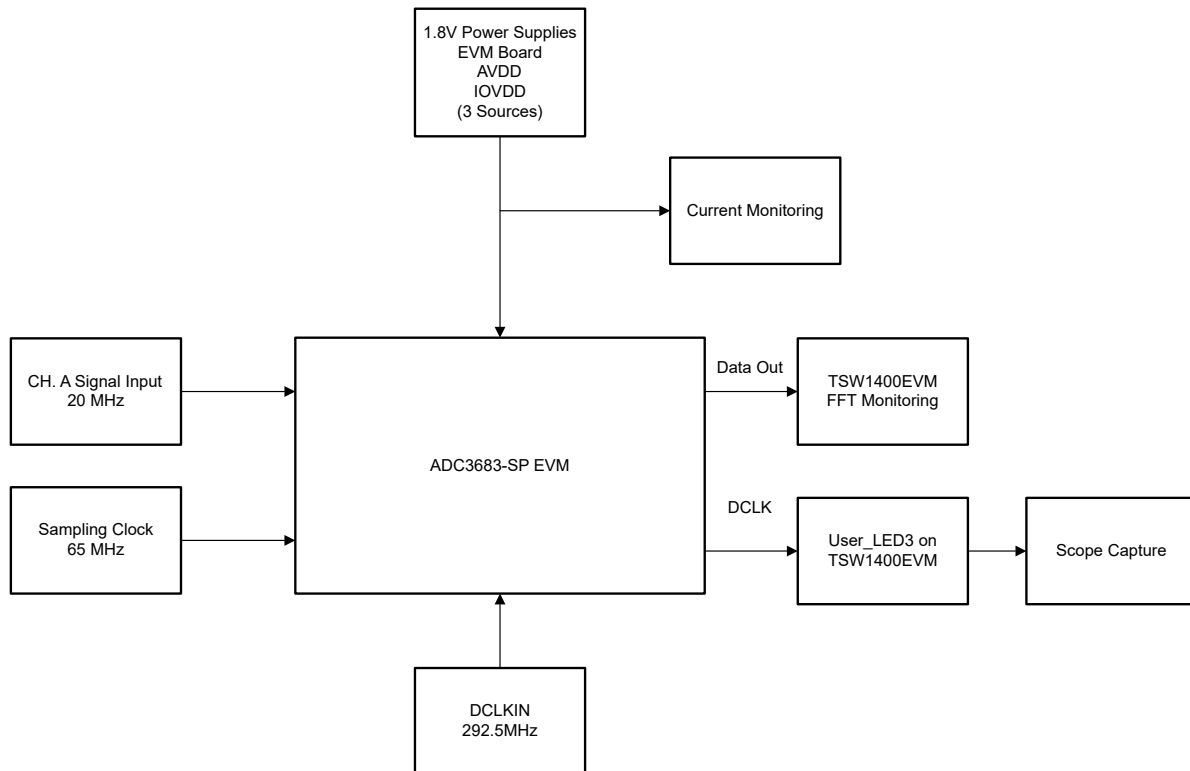 1.8V Power Supplies
EVM Board
AVDD
IOVDD
(3 Sources)
Current Monitoring
CH. A Signal Input
20 MHz
ADC3683-SP EVM
Data Out
TSW1400EVM
FFT Monitoring
Sampling Clock
65 MHz
DCLK
User_LED3 on
TSW1400EVM
Scope Capture
DCLKIN
292.5MHz